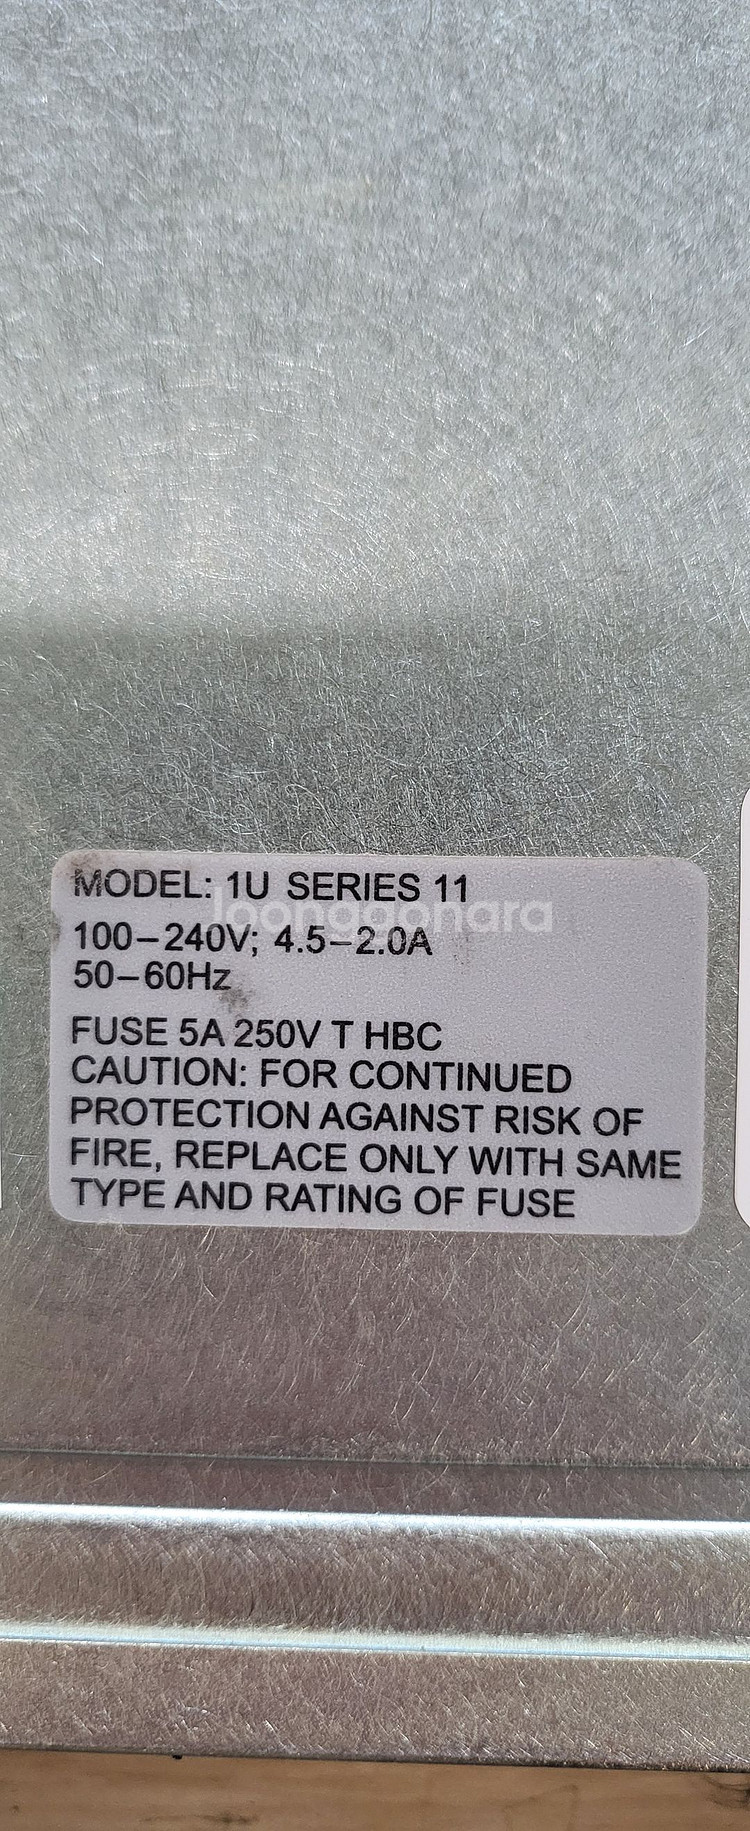 MODEL: 1U SERIES 11
joonggonara
100–240V; 4.5–2.0A
50–60Hz
FUSE 5A 250V T HBC
CAUTION: FOR CONTINUED
PROTECTION AGAINST RISK OF
FIRE, REPLACE ONLY WITH SAME
TYPE AND RATING OF FUSE